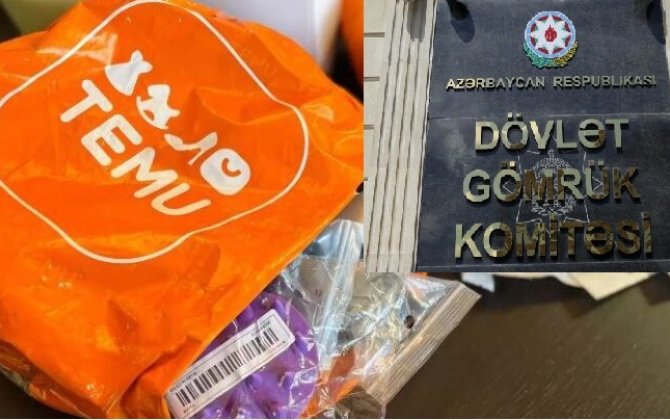 TEMU
AZƏRBAYCAN RESPUBLİKASI
DÖVLƏT
GÖMRÜK
KOMİTƏSİ